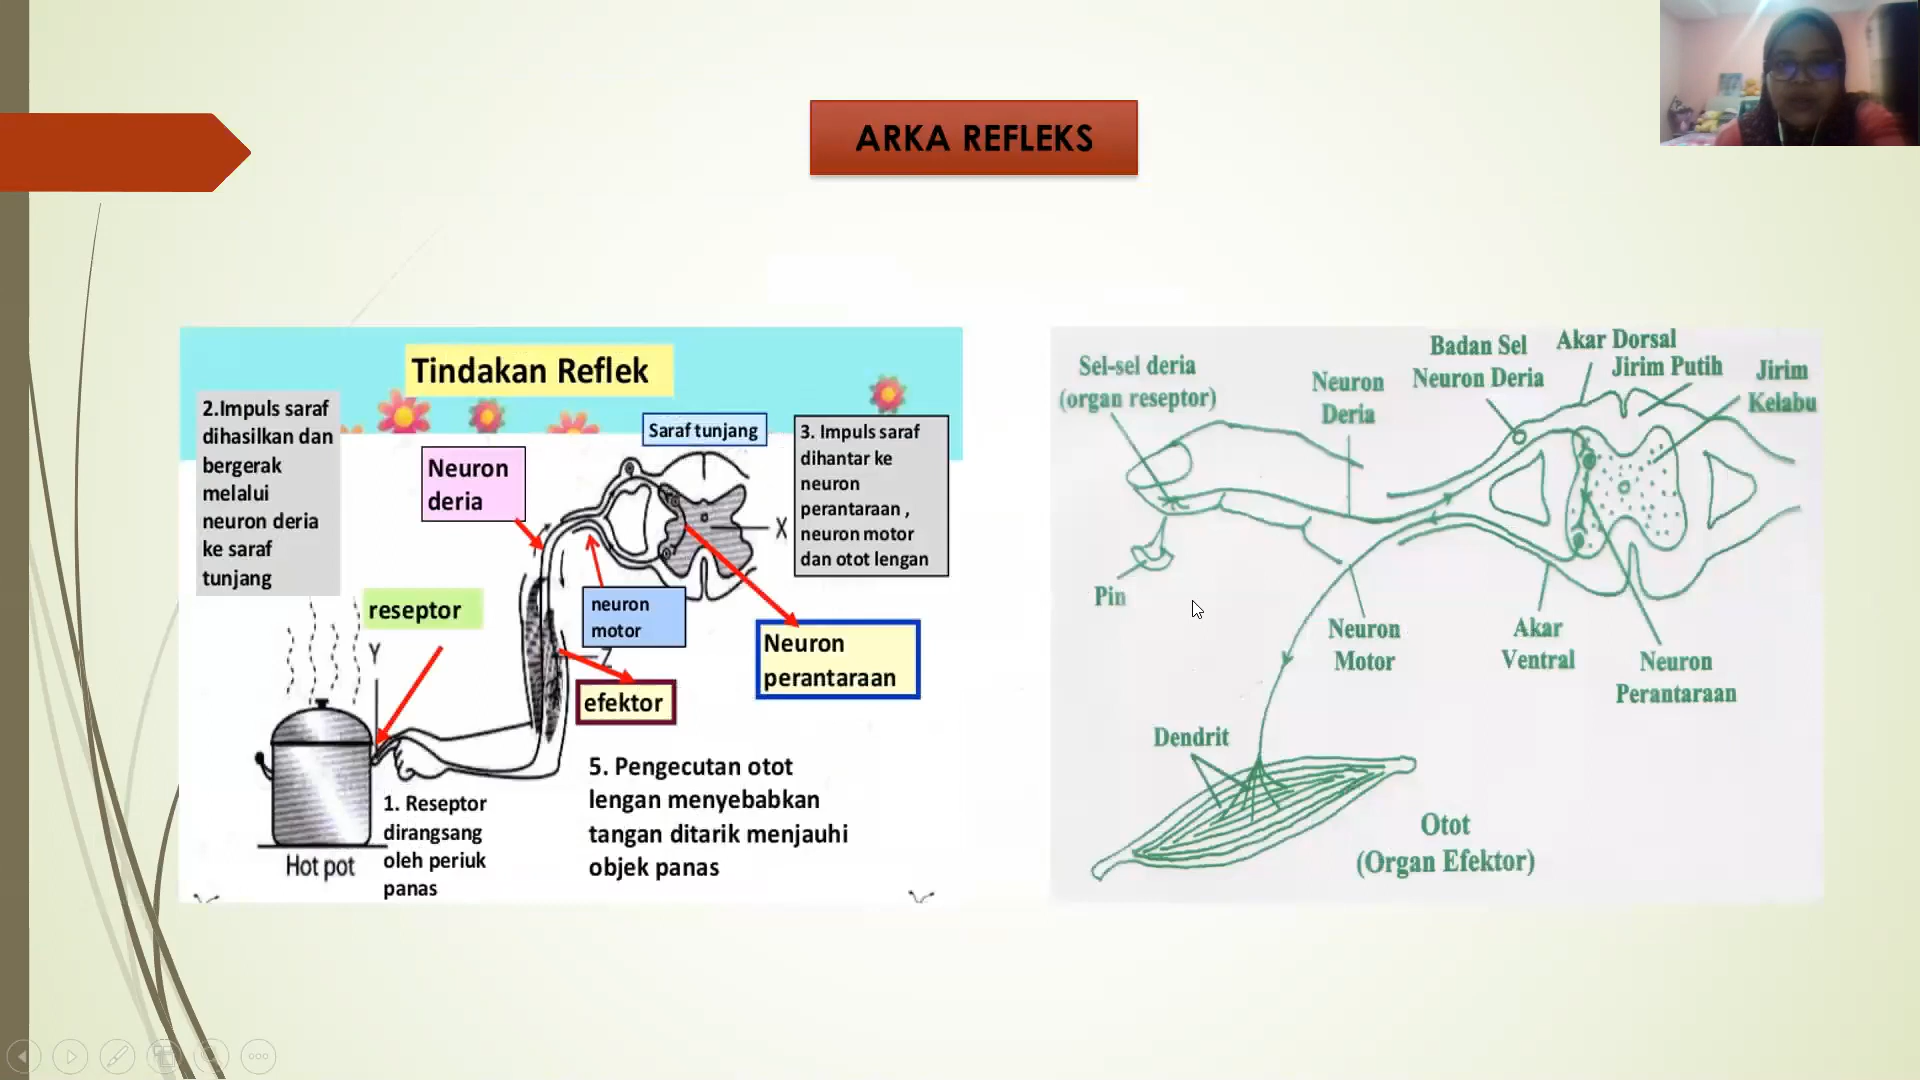 ARKA REFLEKS
Tindakan Reflek
2.Impuls saraf
dihasilkan dan
bergerak
melalui
neuron deria
ke saraf
tunjang
Neuron
deria
Saraf tunjang
3. Impuls saraf
dihantar ke
neuron
perantaraan ,
neuron motor
dan otot lengan
X
reseptor
Y
neuron
motor
Z
efektor
Neuron
perantaraan
Hot pot
1. Reseptor
dirangsang
oleh periuk
panas
5. Pengecutan otot
lengan menyebabkan
tangan ditarik menjauhi
objek panas
Sel-sel deria
(organ reseptor)
Neuron
Deria
Badan Sel
Neuron Deria
Akar Dorsal
Jirim Putih
Jirim
Kelabu
Pin
Neuron
Motor
Akar
Ventral
Neuron
Perantaraan
Dendrit
Otot
(Organ Efektor)